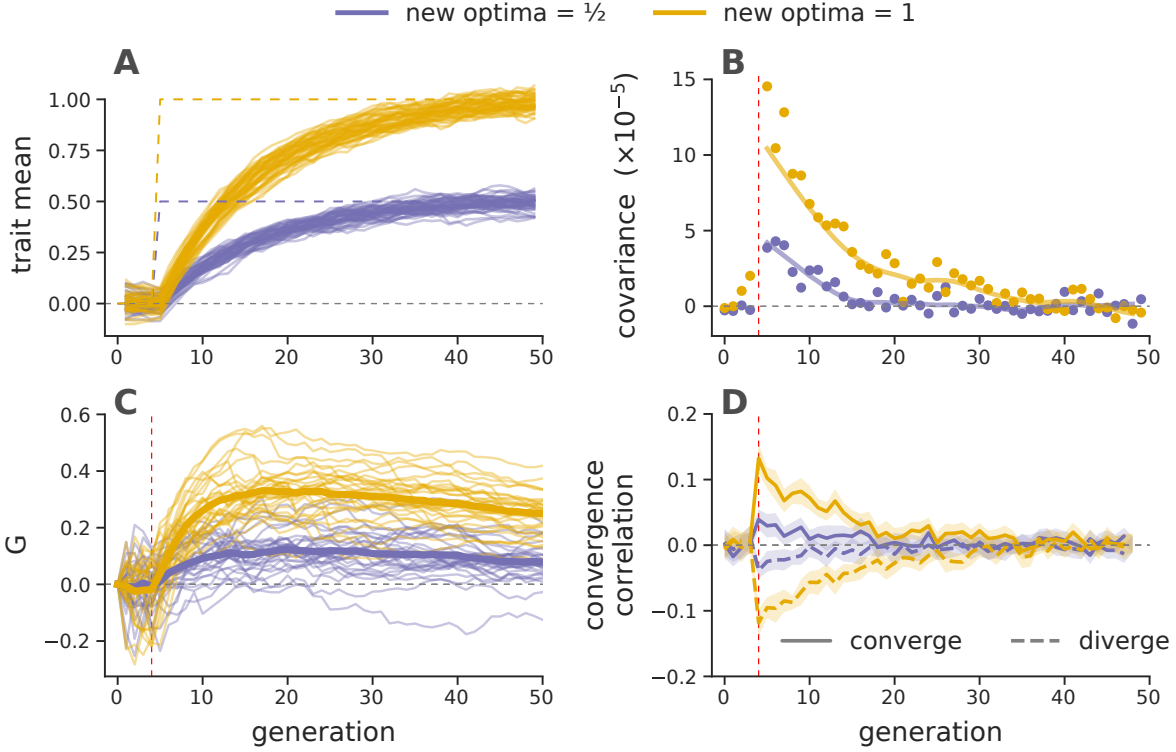 new optima = ½ new optima = 1
A
trait mean
1.00
0.75
0.50
0.25
0.00
0 10 20 30 40 50
B
covariance (×10⁻⁵)
15
10
5
0
0 10 20 30 40 50
C
G
0.6
0.4
0.2
0.0
−0.2
0 10 20 30 40 50
generation
D
convergence
correlation
0.2
0.1
0.0
−0.1
−0.2
converge diverge
0 10 20 30 40 50
generation